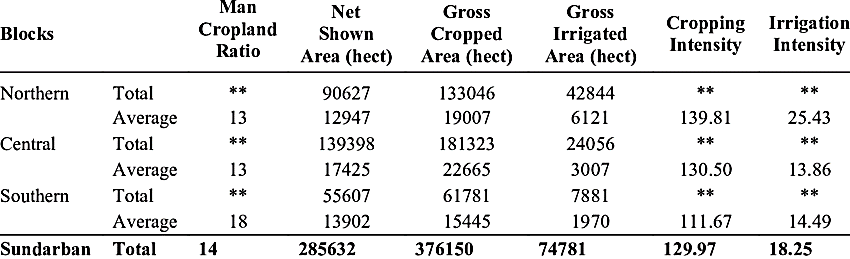 Blocks Man Cropland Ratio Net Shown Area (hect) Gross Cropped Area (hect) Gross Irrigated Area (hect) Cropping Intensity Irrigation Intensity
Northern Total ** 90627 133046 42844 ** **
Average 13 12947 19007 6121 139.81 25.43
Central Total ** 139398 181323 24056 ** **
Average 13 17425 22665 3007 130.50 13.86
Southern Total ** 55607 61781 7881 ** **
Average 18 13902 15445 1970 111.67 14.49
Sundarban Total 14 285632 376150 74781 129.97 18.25